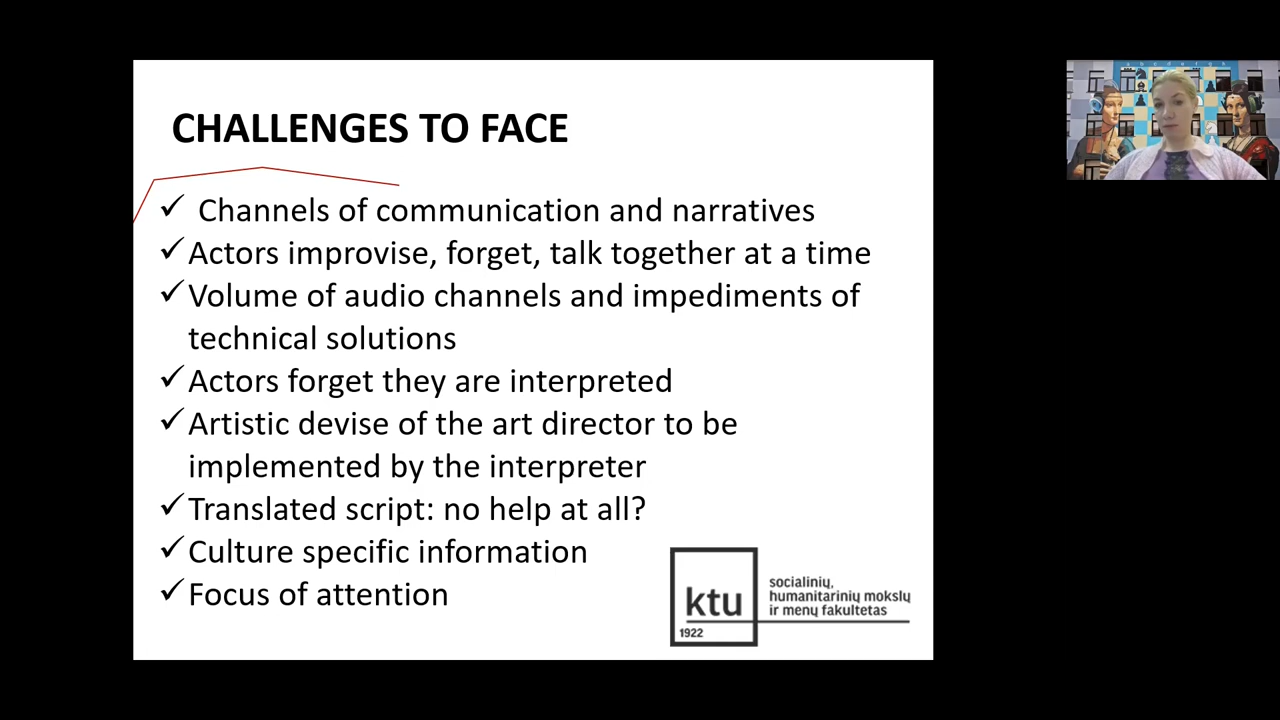 CHALLENGES TO FACE
✓ Channels of communication and narratives
✓ Actors improvise, forget, talk together at a time
✓ Volume of audio channels and impediments of
technical solutions
✓ Actors forget they are interpreted
✓ Artistic devise of the art director to be
implemented by the interpreter
✓ Translated script: no help at all?
✓ Culture specific information
✓ Focus of attention
ktu
1922
socialinių,
humanitarinių mokslų
ir menų fakultetas